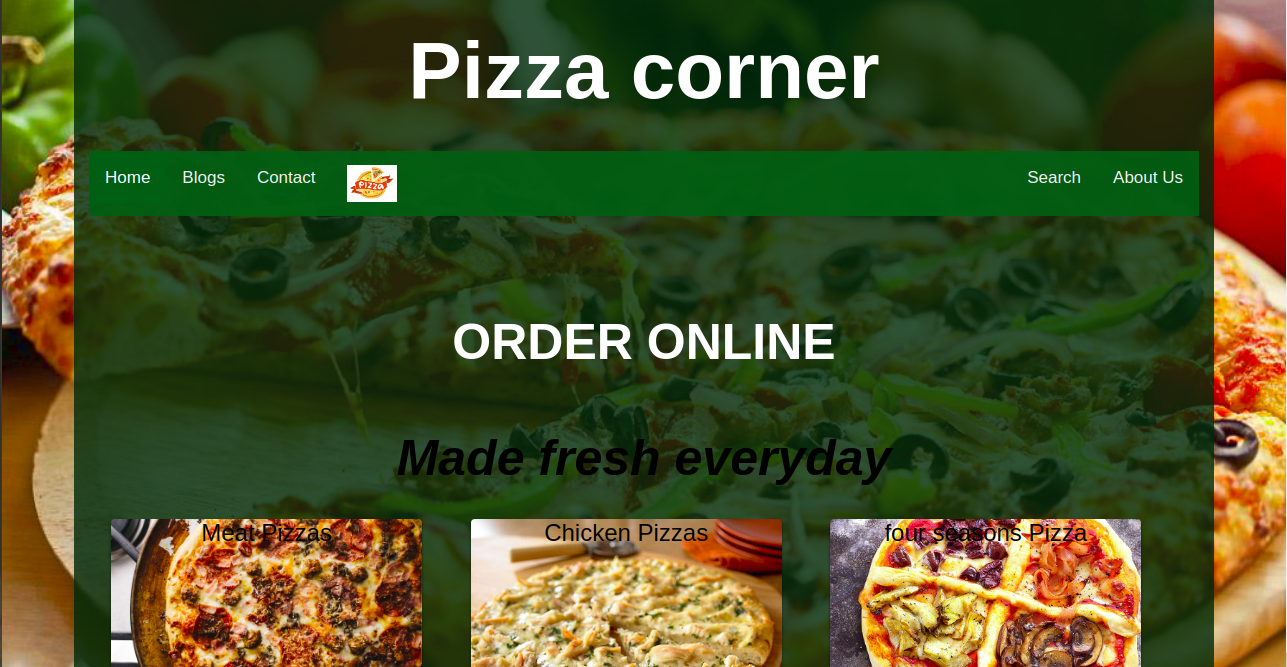 Pizza corner
Home Blogs Contact PIZZA Search About Us
ORDER ONLINE
Made fresh everyday
Meat Pizzas Chicken Pizzas four seasons Pizza